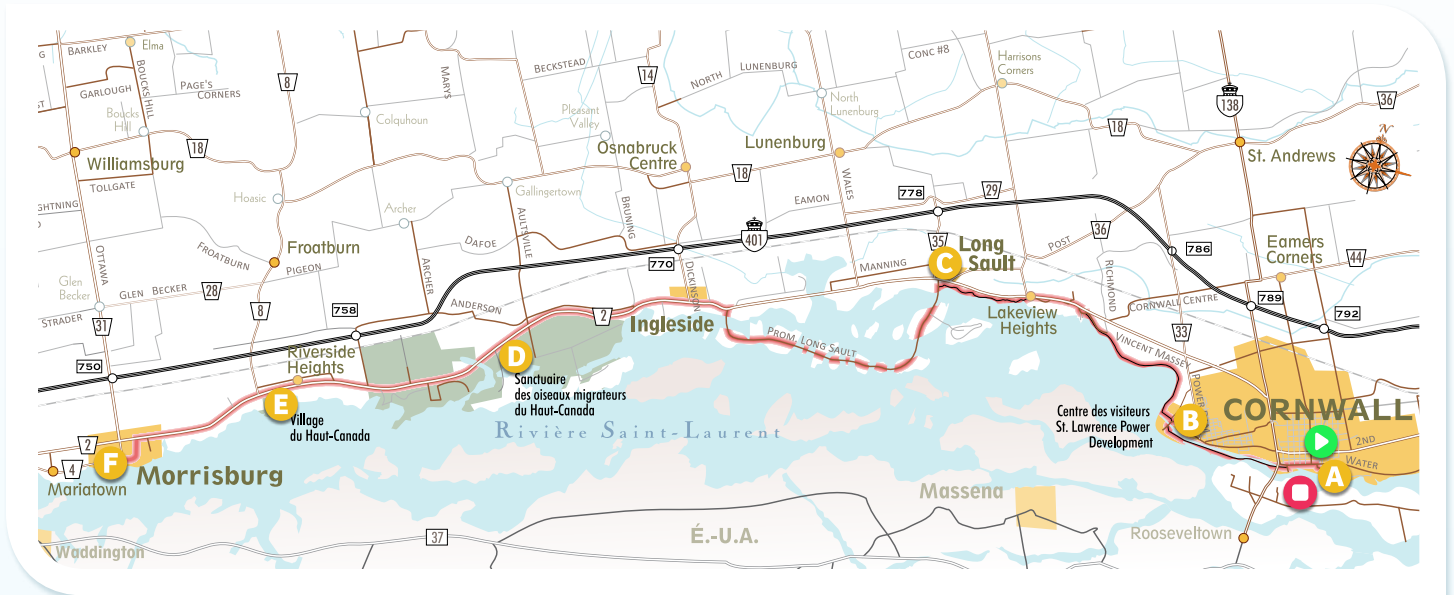 BARKLEY
Elma
GARLOUGH
BOUCKS HILL
PAGE'S
CORNERS
8
MARYS
BECKSTEAD
14
NORTH
LUNENBURG
CONC #8
Harrisons
Corners
138
36
N
ST
Boucks
Hill
Colquhoun
Pleasant
Valley
North
Lunenburg
18
18
Williamsburg
Osnabruck
Centre
Lunenburg
St. Andrews
TOLLGATE
18
Hoasic
Gallingertown
WALES
778
29
GHTNING
Archer
AULTSVILLE
BRUNING
EAMON
OTTAWA
FROATBURN
Froatburn
DAFOE
401
35
Long
Sault
POST
36
786
Eamers
Corners
PIGEON
ARCHER
770
DICKINSON
MANNING
C
RICHMOND
44
Glen
Becker
GLEN BECKER
28
ANDERSON
CORNWALL CENTRE
789
STRADER
31
8
758
2
Ingleside
Lakeview
Heights
33
792
PROM. LONG SAULT
VINCENT MASSEY
750
Riverside
Heights
D
Sanctuaire
des oiseaux migrateurs
du Haut-Canada
POWER
E
Village
du Haut-Canada
Centre des visiteurs
St. Lawrence Power
Development
B
CORNWALL
Rivière Saint-Laurent
2
2ND
4
F
Morrisburg
WATER
A
Mariatown
Massena
Waddington
37
É.-U.A.
Rooseveltown